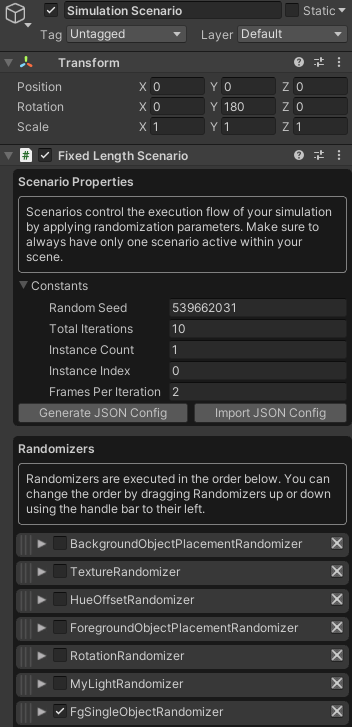 Simulation Scenario Static
Tag Untagged Layer Default
Transform
Position X 0 Y 0 Z 0
Rotation X 0 Y 180 Z 0
Scale X 1 Y 1 Z 1
# Fixed Length Scenario
Scenario Properties
Scenarios control the execution flow of your simulation
by applying randomization parameters. Make sure to
always have only one scenario active within your
scene.
Constants
Random Seed 539662031
Total Iterations 10
Instance Count 1
Instance Index 0
Frames Per Iteration 2
Generate JSON Config Import JSON Config
Randomizers
Randomizers are executed in the order below. You can
change the order by dragging Randomizers up or down
using the handle bar to their left.
BackgroundObjectPlacementRandomizer
TextureRandomizer
HueOffsetRandomizer
ForegroundObjectPlacementRandomizer
RotationRandomizer
MyLightRandomizer
FgSingleObjectRandomizer